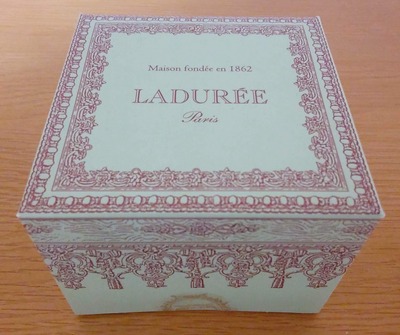 Maison fondée en 1862
LADURÉE
Paris